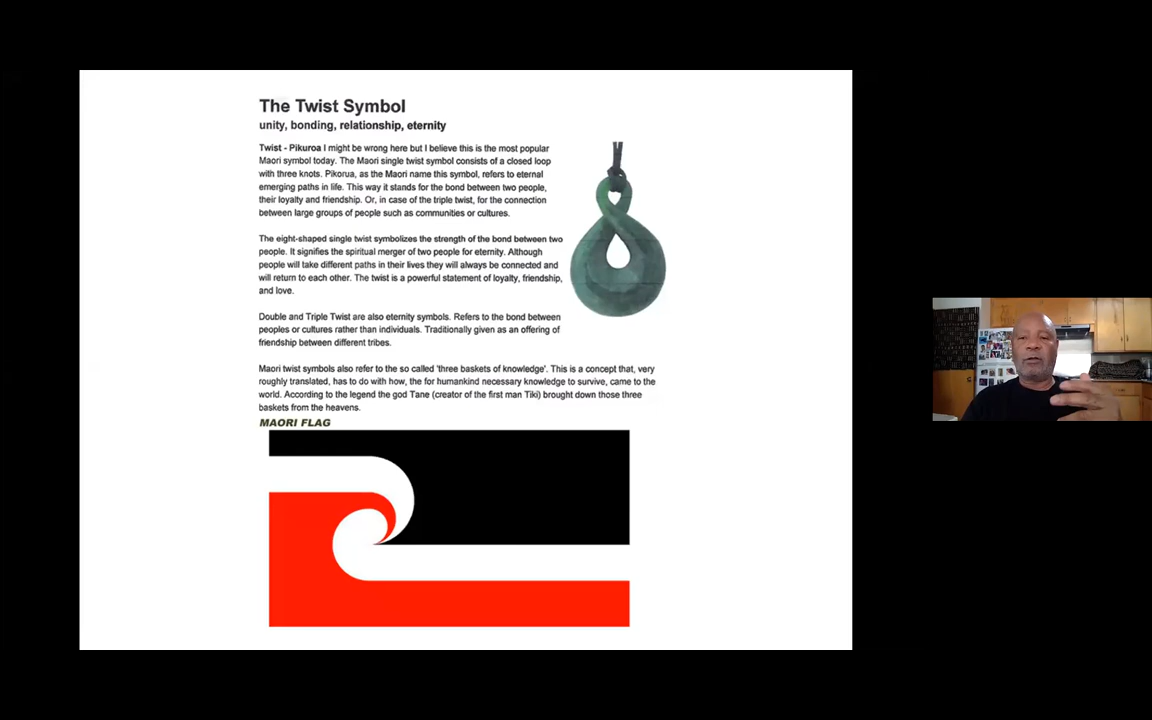 The Twist Symbol
unity, bonding, relationship, eternity
Twist - Pikuroa I might be wrong here but I believe this is the most popular
Maori symbol today. The Maori single twist symbol consists of a closed loop
with three knots. Pikorua, as the Maori name this symbol, refers to eternal
emerging paths in life. This way it stands for the bond between two people,
their loyalty and friendship. Or, in case of the triple twist, for the connection
between large groups of people such as communities or cultures.
The eight-shaped single twist symbolizes the strength of the bond between two
people. It signifies the spiritual merger of two people for eternity. Although
people will take different paths in their lives they will always be connected and
will return to each other. The twist is a powerful statement of loyalty, friendship,
and love.
Double and Triple Twist are also eternity symbols. Refers to the bond between
peoples or cultures rather than individuals. Traditionally given as an offering of
friendship between different tribes.
Maori twist symbols also refer to the so called 'three baskets of knowledge'. This is a concept that, very
roughly translated, has to do with how, the for humankind necessary knowledge to survive, came to the
world. According to the legend the god Tane (creator of the first man Tiki) brought down those three
baskets from the heavens.
MAORI FLAG